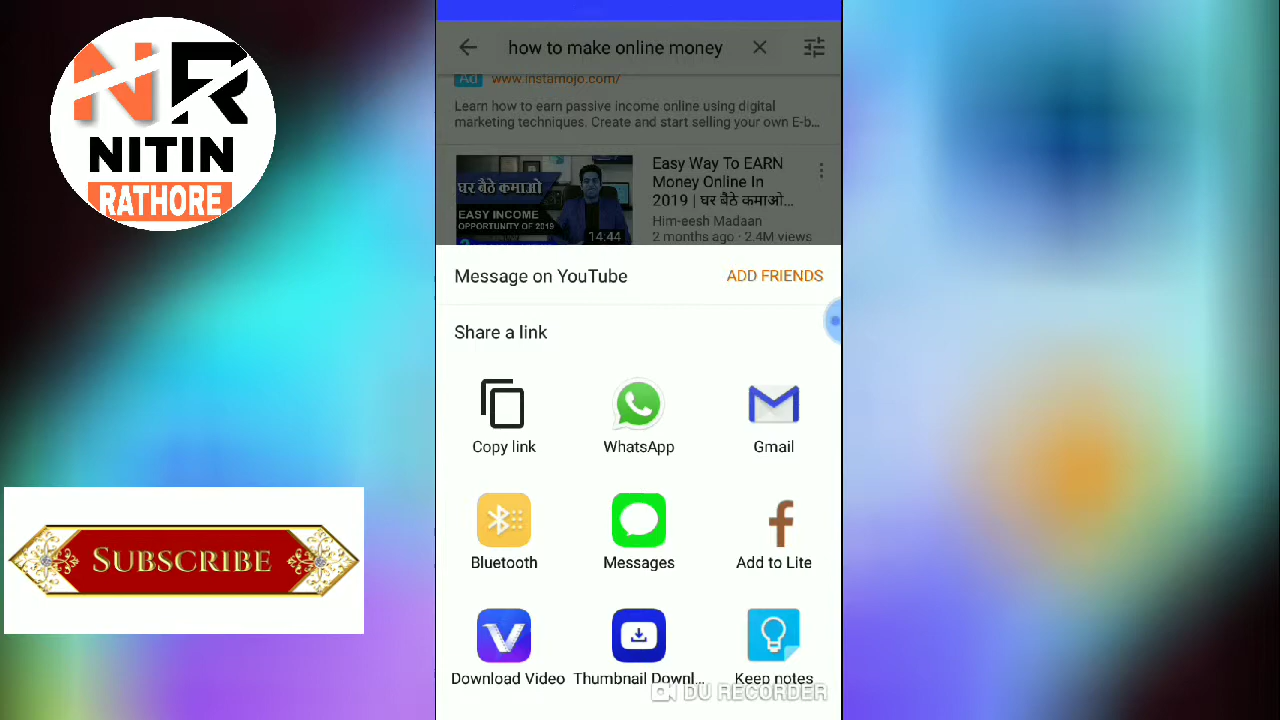 NR
NITIN
RATHORE
SUBSCRIBE
how to make online money
Ad www.instamojo.com/
Learn how to earn passive income online using digital
marketing techniques. Create and start selling your own E-b...
घर बैठे कमाओ
EASY INCOME
OPPORTUNITY OF 2019
14:44
Easy Way To EARN
Money Online In
2019 | घर बैठे कमाओ...
Him-eesh Madaan
2 months ago · 2.4M views
Message on YouTube
ADD FRIENDS
Share a link
Copy link
WhatsApp
Gmail
Bluetooth
Messages
Add to Lite
Download Video
Thumbnail Downl...
Keep notes
DU RECORDER